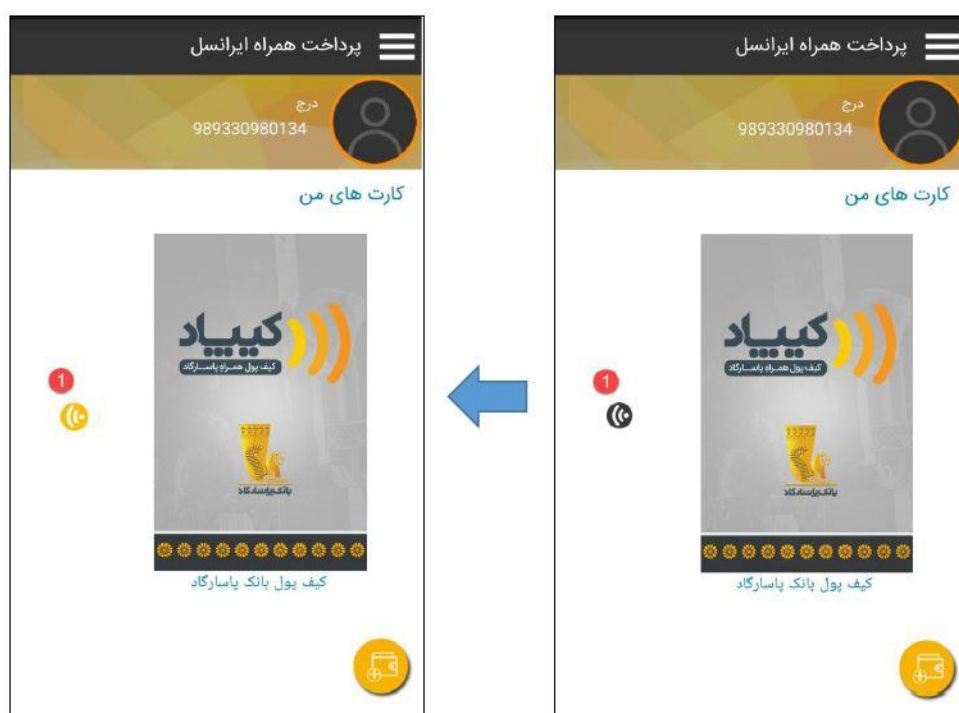 پرداخت همراه ایرانسل
درج
989330980134
کارت های من
کیپاد
کیف پول همراه پاسارگاد
بانک پاسارگاد
کیف پول بانک پاسارگاد
1
پرداخت همراه ایرانسل
درج
989330980134
کارت های من
کیپاد
کیف پول همراه پاسارگاد
بانک پاسارگاد
کیف پول بانک پاسارگاد
1